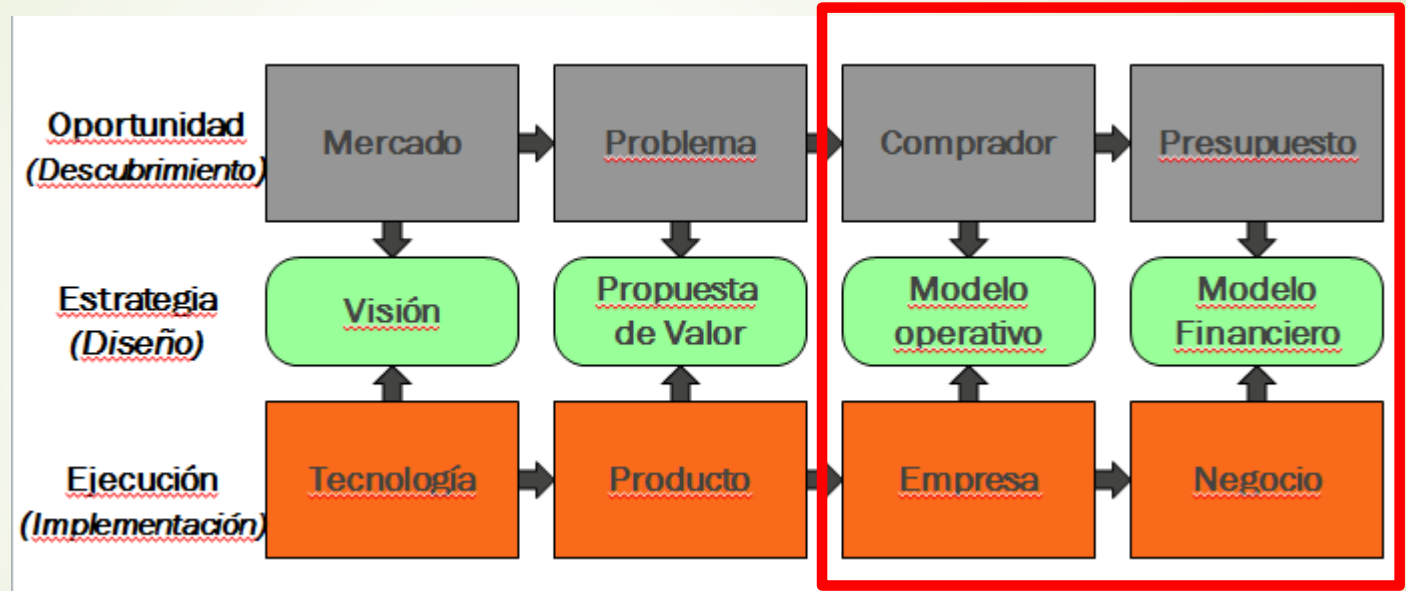 Oportunidad
(Descubrimiento)
Mercado
Problema
Comprador
Presupuesto
Estrategia
(Diseño)
Visión
Propuesta
de Valor
Modelo
operativo
Modelo
Financiero
Ejecución
(Implementación)
Tecnología
Producto
Empresa
Negocio